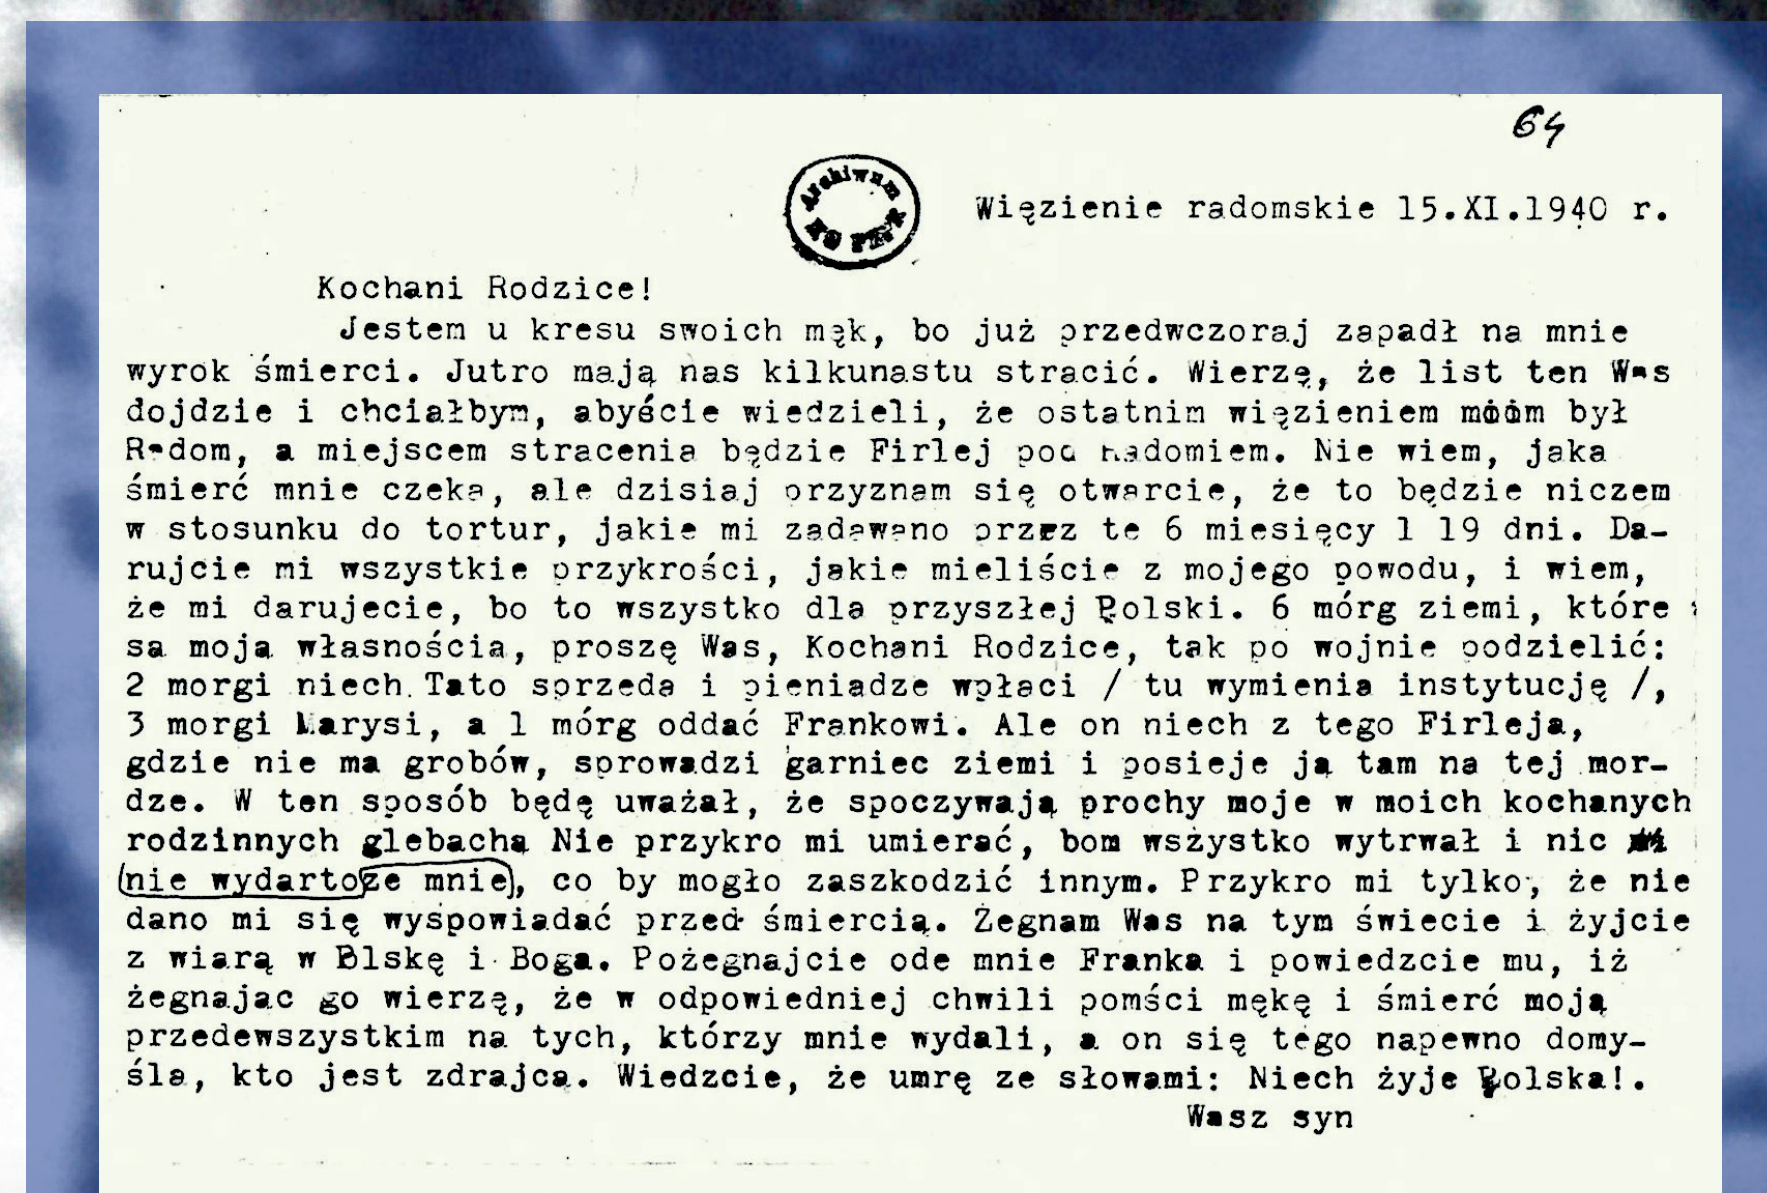 64
Archiwum
Więzienie radomskie 15.XI.1940 r.
Kochani Rodzice!
Jestem u kresu swoich mąk, bo już przedwczoraj zapadł na mnie
wyrok śmierci. Jutro mają nas kilkunastu stracić. Wierzę, że list ten Was
dojdzie i chciałbym, abyście wiedzieli, że ostatnim więzieniem moim był
Radom, a miejscem stracenia będzie Firlej pod Radomiem. Nie wiem, jaka
śmierć mnie czeka, ale dzisiaj przyznam się otwarcie, że to będzie niczem
w stosunku do tortur, jakie mi zadawano przez te 6 miesięcy l 19 dni. Da-
rujcie mi wszystkie przykrości, jakie mieliście z mojego powodu, i wiem,
że mi darujecie, bo to wszystko dla przyszłej Polski. 6 mórg ziemi, które
sa moją własnościa, proszę Was, Kochani Rodzice, tak po wojnie podzielić:
2 morgi niech Tato sprzeda i pieniadze wpłaci / tu wymienia instytucję /,
3 morgi Marysi, a 1 mórg oddać Frankowi. Ale on niech z tego Firleja,
gdzie nie ma grobów, sprowadzi garniec ziemi i posieje ją tam na tej mor-
dze. W ten sposób będę uważał, że spoczywają prochy moje w moich kochanych
rodzinnych glebacha Nie przykro mi umierać, bom wszystko wytrwał i nic
nie wydarto ze mnie, co by mogło zaszkodzić innym. Przykro mi tylko, że nie
dano mi się wyspowiadać przed śmiercią. Żegnam Was na tym świecie i żyjcie
z wiarą w Polskę i Boga. Pożegnajcie ode mnie Franka i powiedzcie mu, iż
żegnajac go wierzę, że w odpowiedniej chwili pomści mękę i śmierć moją
przedewszystkim na tych, którzy mnie wydali, a on się tego napewno domy-
śla, kto jest zdrajcą. Wiedzcie, że umrę ze słowami: Niech żyje Polska!.
Wasz syn